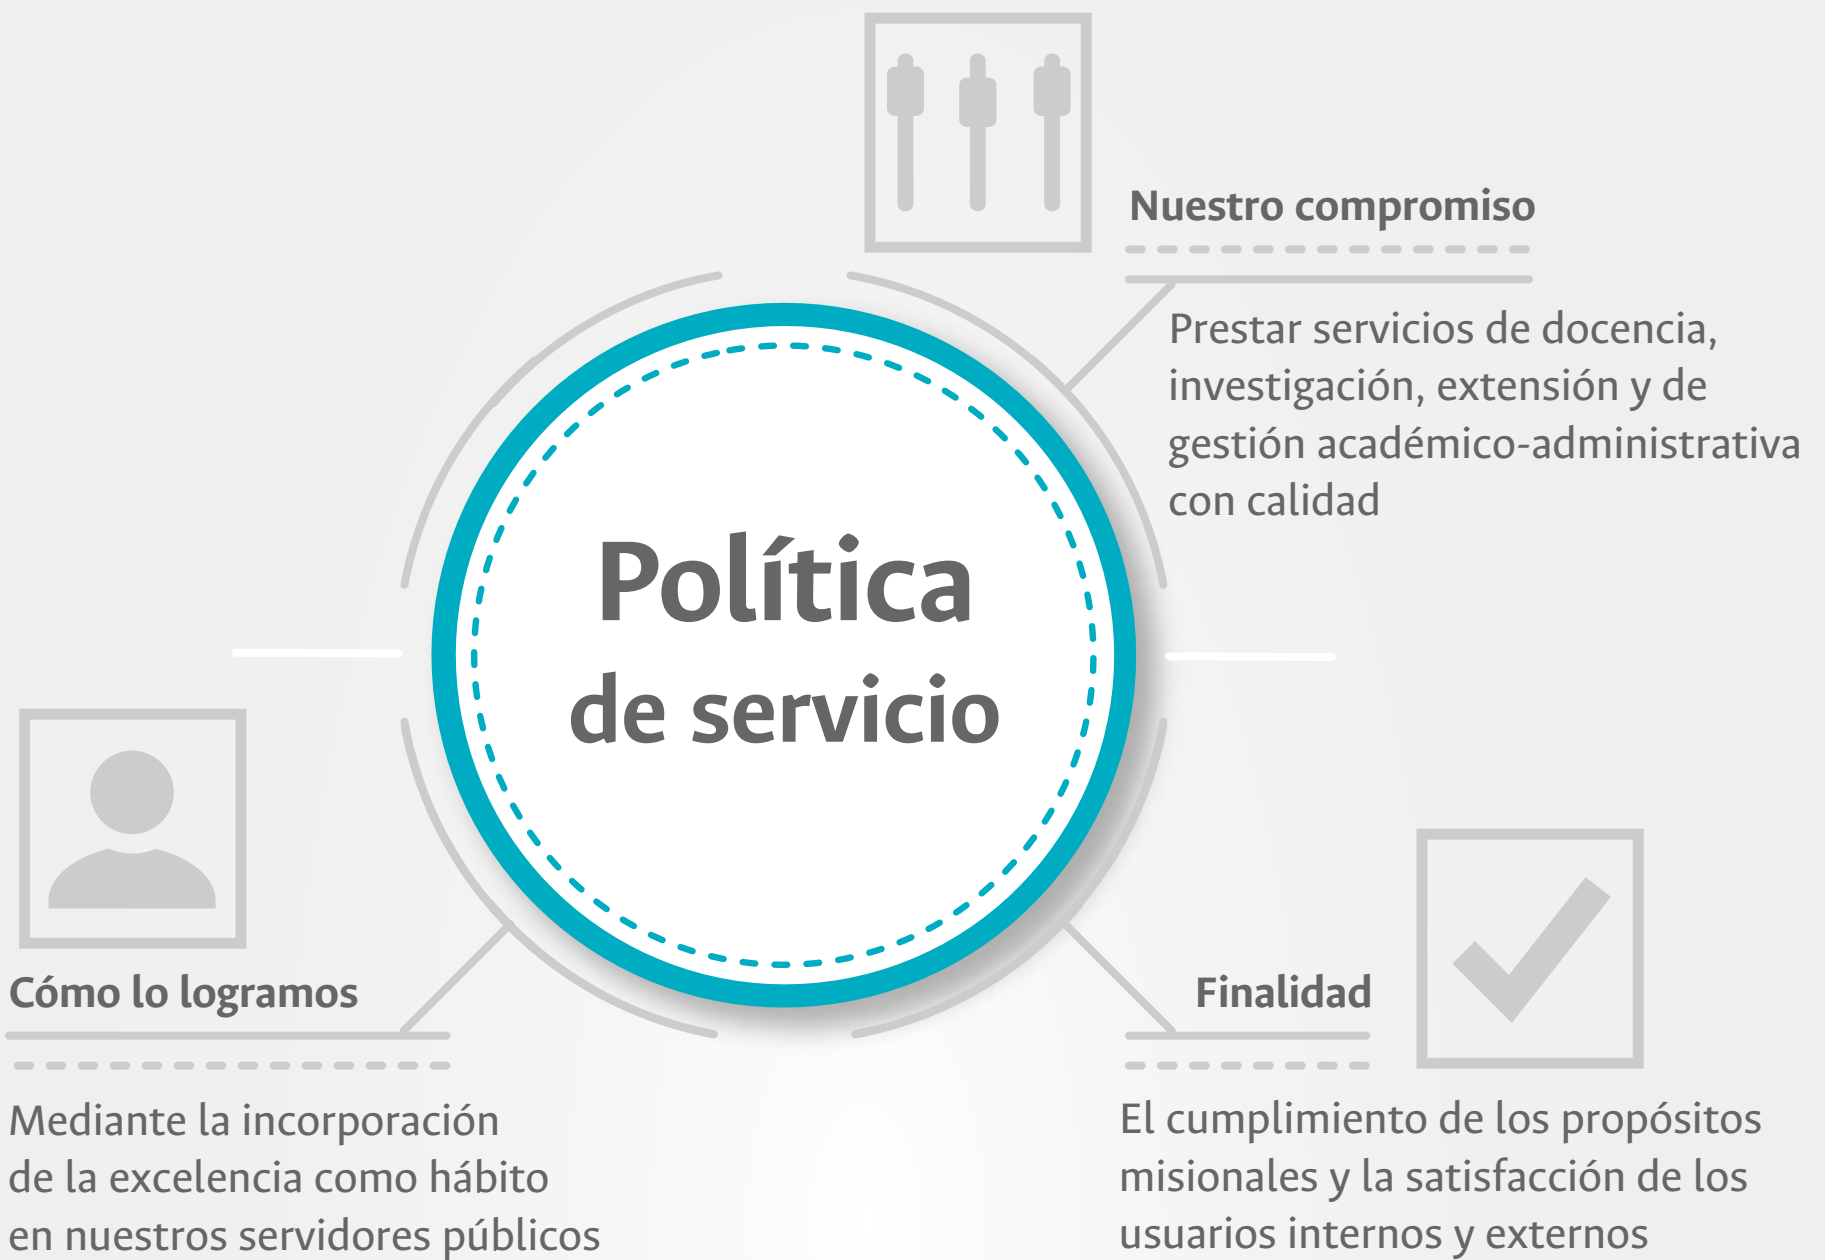 Nuestro compromiso
Prestar servicios de docencia,
investigación, extensión y de
gestión académico-administrativa
con calidad
Política
de servicio
Cómo lo logramos
Mediante la incorporación
de la excelencia como hábito
en nuestros servidores públicos
Finalidad
El cumplimiento de los propósitos
misionales y la satisfacción de los
usuarios internos y externos